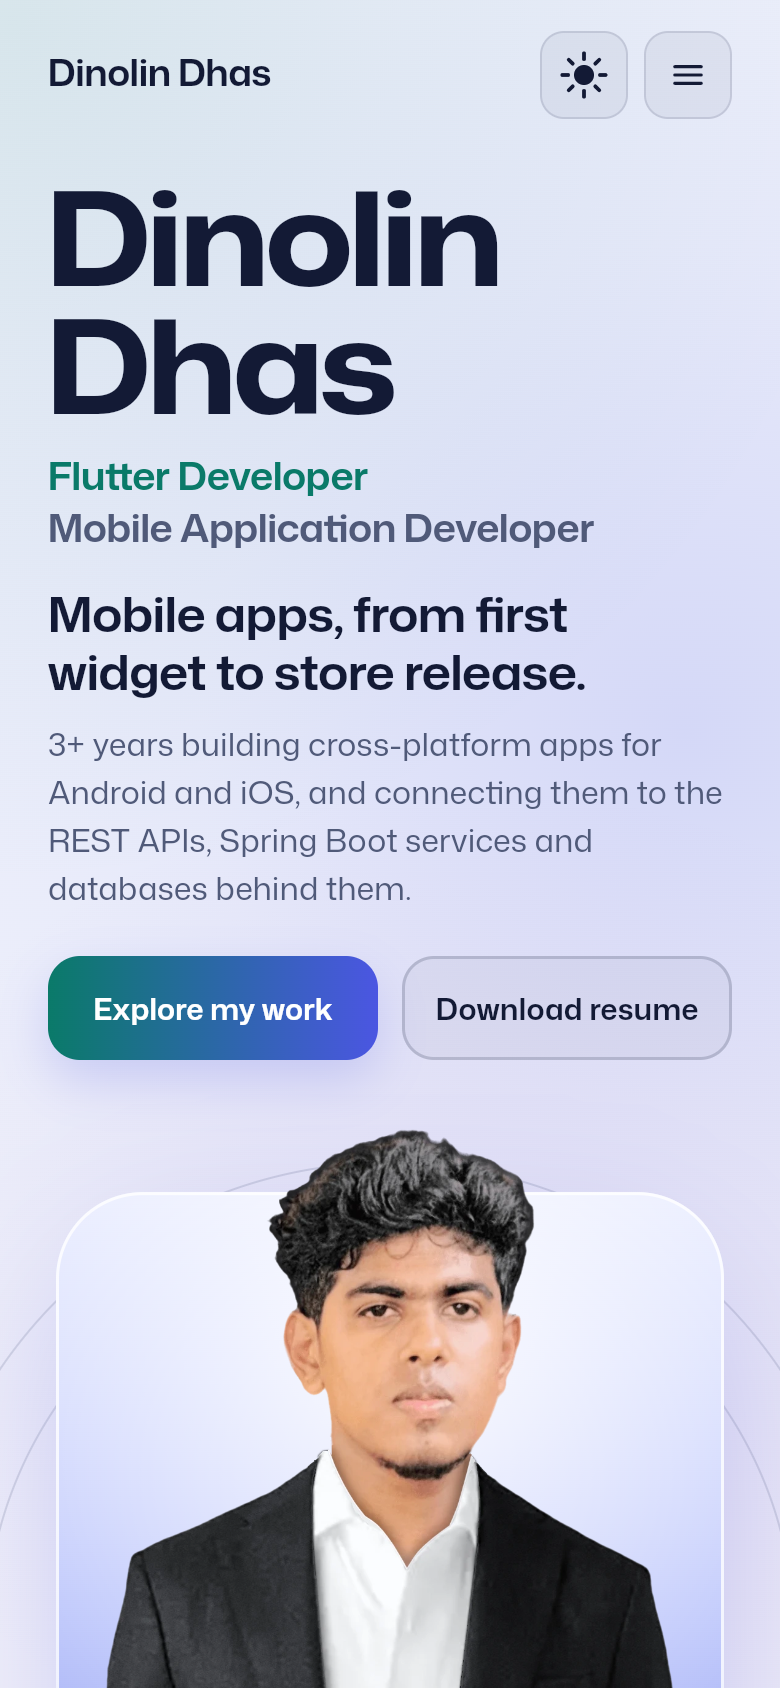 Dinolin Dhas
Dinolin
Dhas
Flutter Developer
Mobile Application Developer
Mobile apps, from first
widget to store release.
3+ years building cross-platform apps for
Android and iOS, and connecting them to the
REST APIs, Spring Boot services and
databases behind them.
Explore my work
Download resume